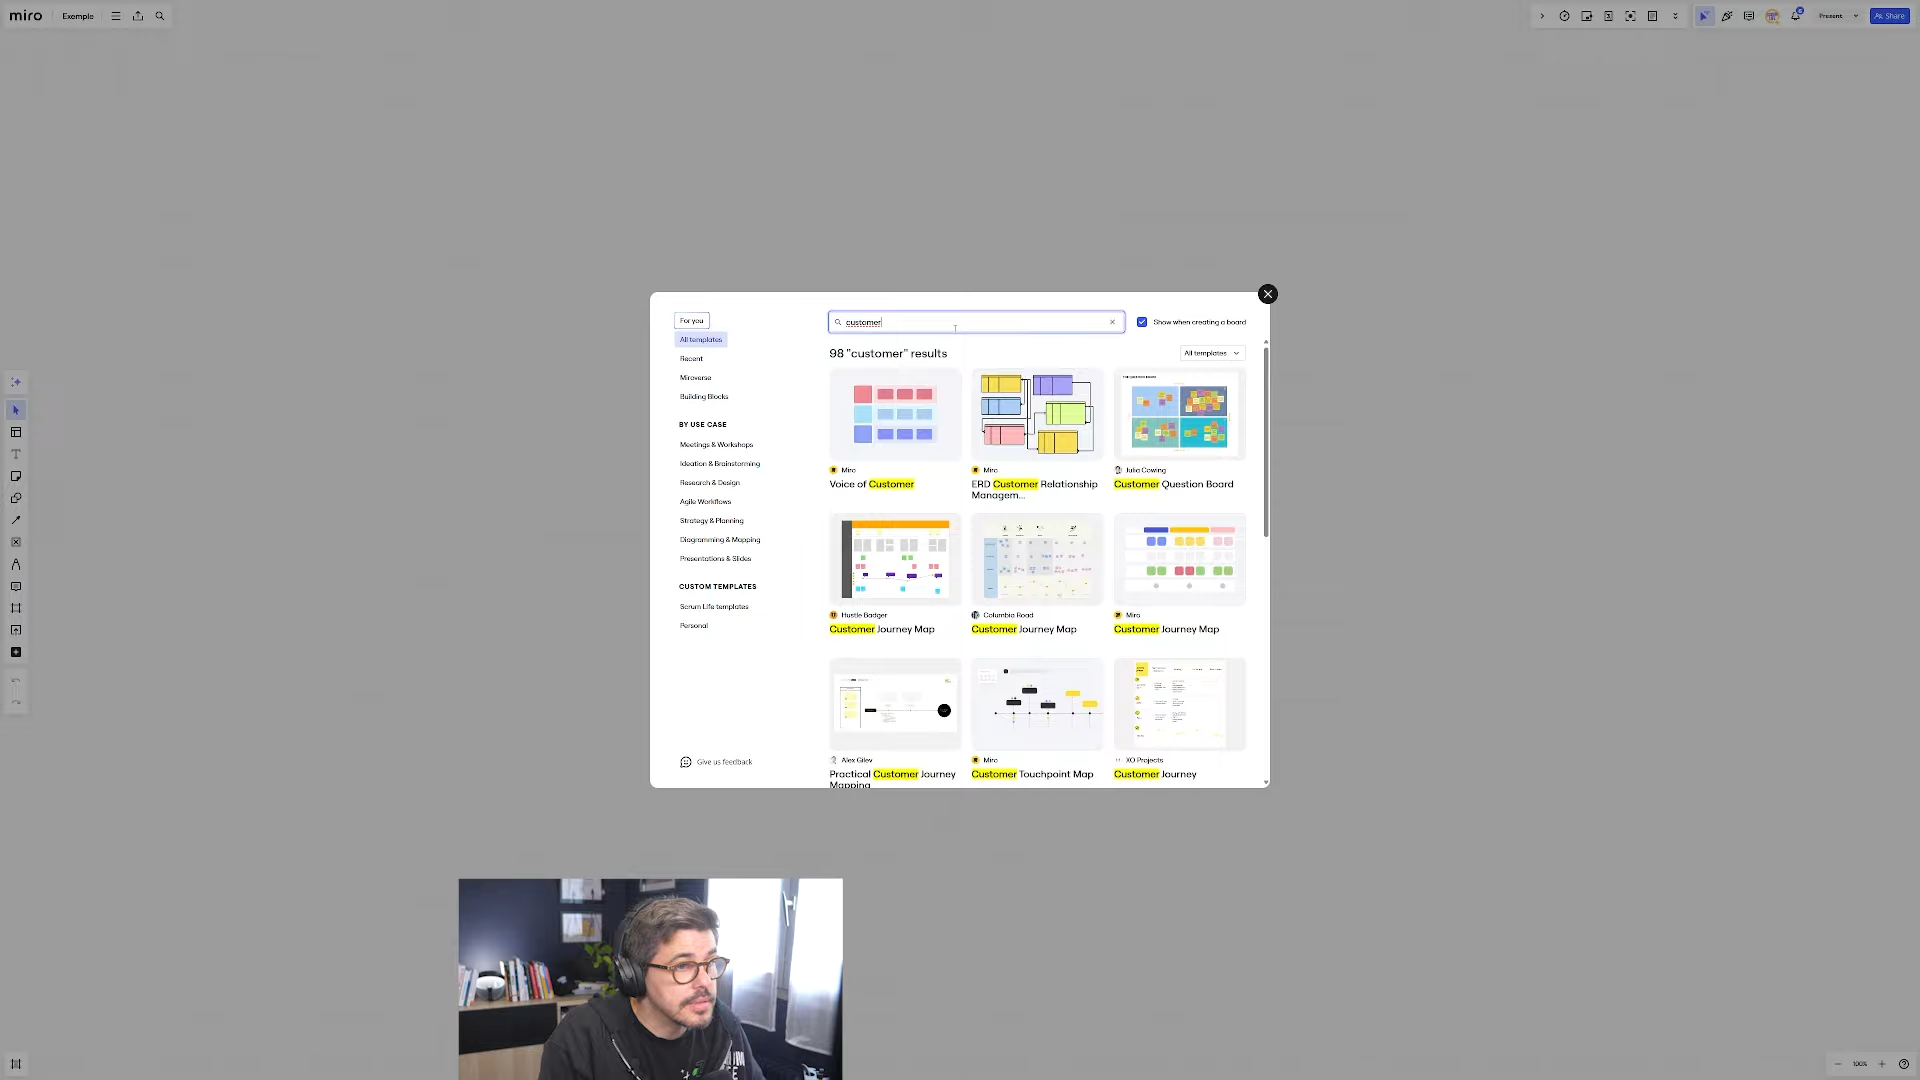 miro
Exemple
Present
Share
For you
All templates
Recent
Miroverse
Building Blocks
BY USE CASE
Meetings & Workshops
Ideation & Brainstorming
Research & Design
Agile Workflows
Strategy & Planning
Diagramming & Mapping
Presentations & Slides
CUSTOM TEMPLATES
Scrum Life templates
Personal
Give us feedback
customer
Show when creating a board
98 "customer" results
All templates
Miro
Voice of Customer
Miro
ERD Customer Relationship
Managem...
Julia Cowing
Customer Question Board
Hustle Badger
Customer Journey Map
Columbia Road
Customer Journey Map
Miro
Customer Journey Map
Alex Gilev
Practical Customer Journey
Mapping
Miro
Customer Touchpoint Map
XO Projects
Customer Journey
100%